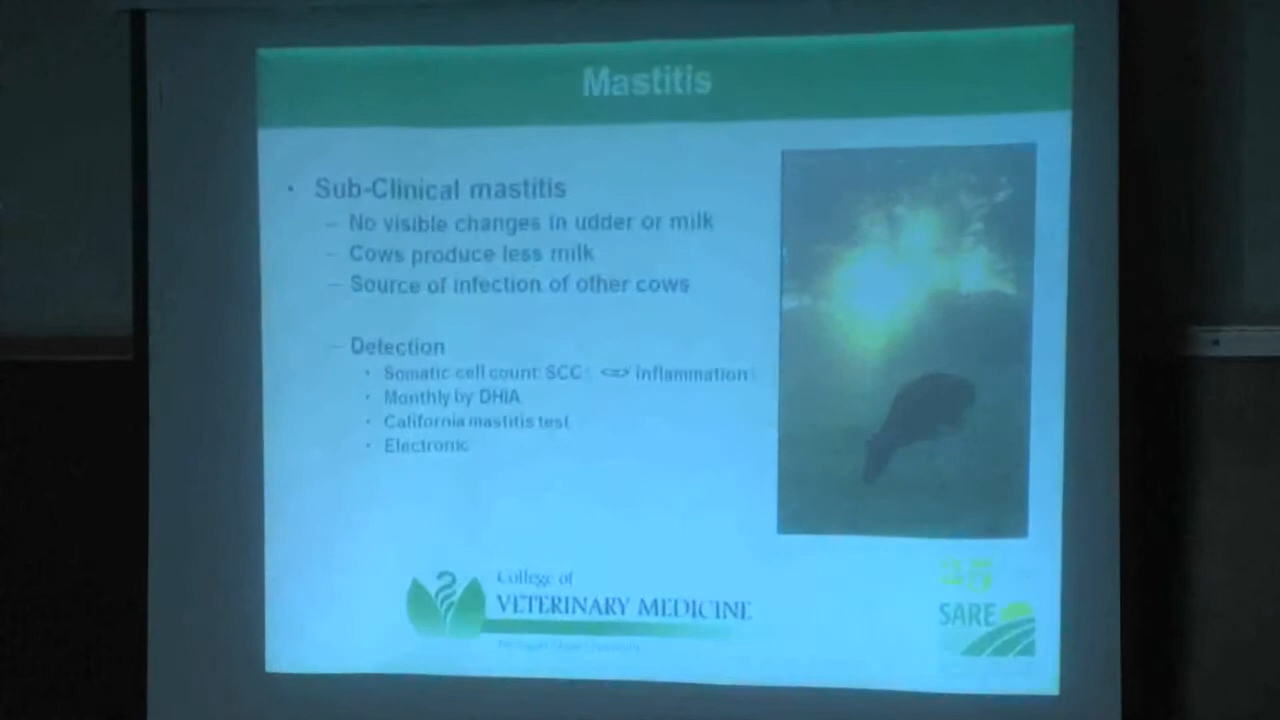 Mastitis
• Sub-Clinical mastitis
– No visible changes in udder or milk
– Cows produce less milk
– Source of infection of other cows
– Detection
• Somatic cell count SCC ⇔ inflammation
• Monthly by DHIA
• California mastitis test
• Electronic
College of
VETERINARY MEDICINE
25
SARE